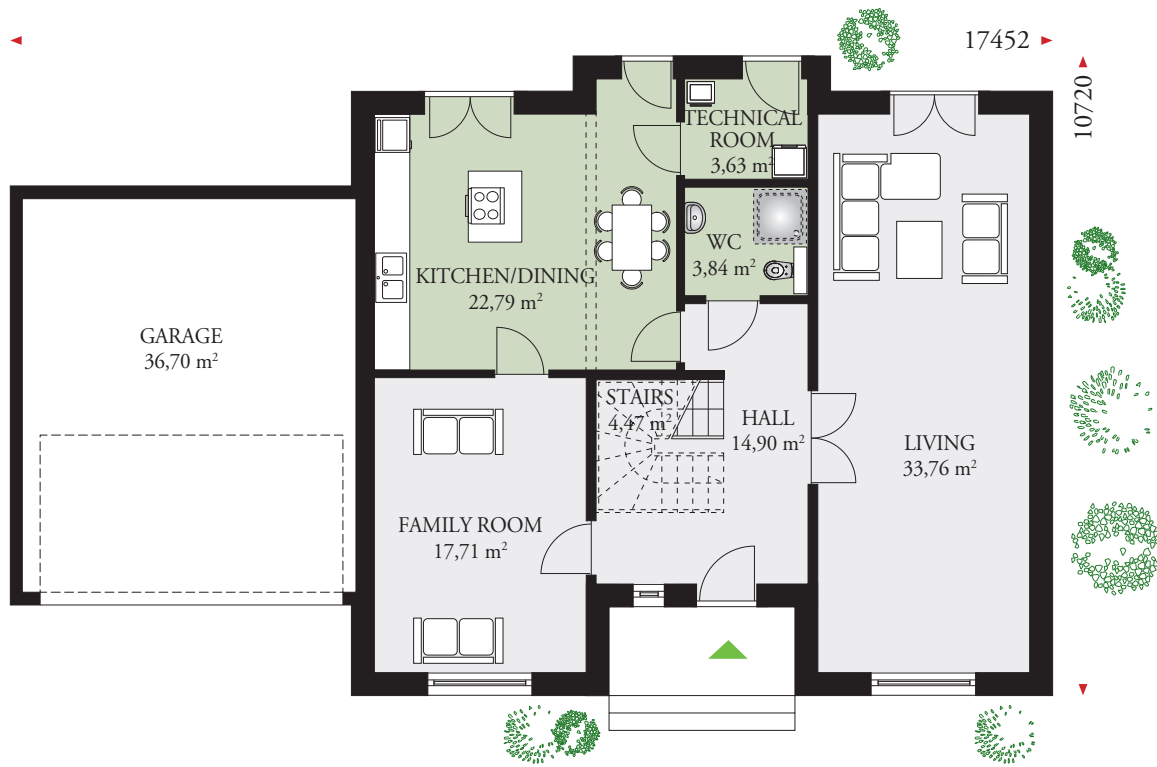 17452
10720
TECHNICAL
ROOM
3,63 m²
WC
3,84 m²
KITCHEN/DINING
22,79 m²
GARAGE
36,70 m²
STAIRS
4,47 m²
HALL
14,90 m²
LIVING
33,76 m²
FAMILY ROOM
17,71 m²